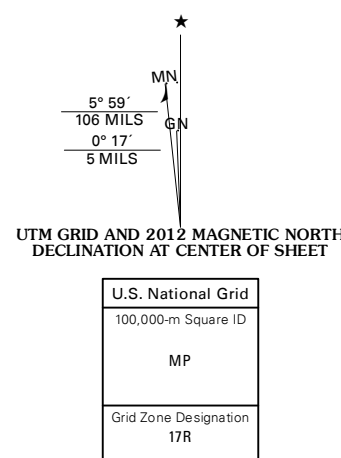 ★
MN.
5° 59´
106 MILS
GN
0° 17´
5 MILS
UTM GRID AND 2012 MAGNETIC NORTH
DECLINATION AT CENTER OF SHEET
U.S. National Grid
100,000-m Square ID
MP
Grid Zone Designation
17R